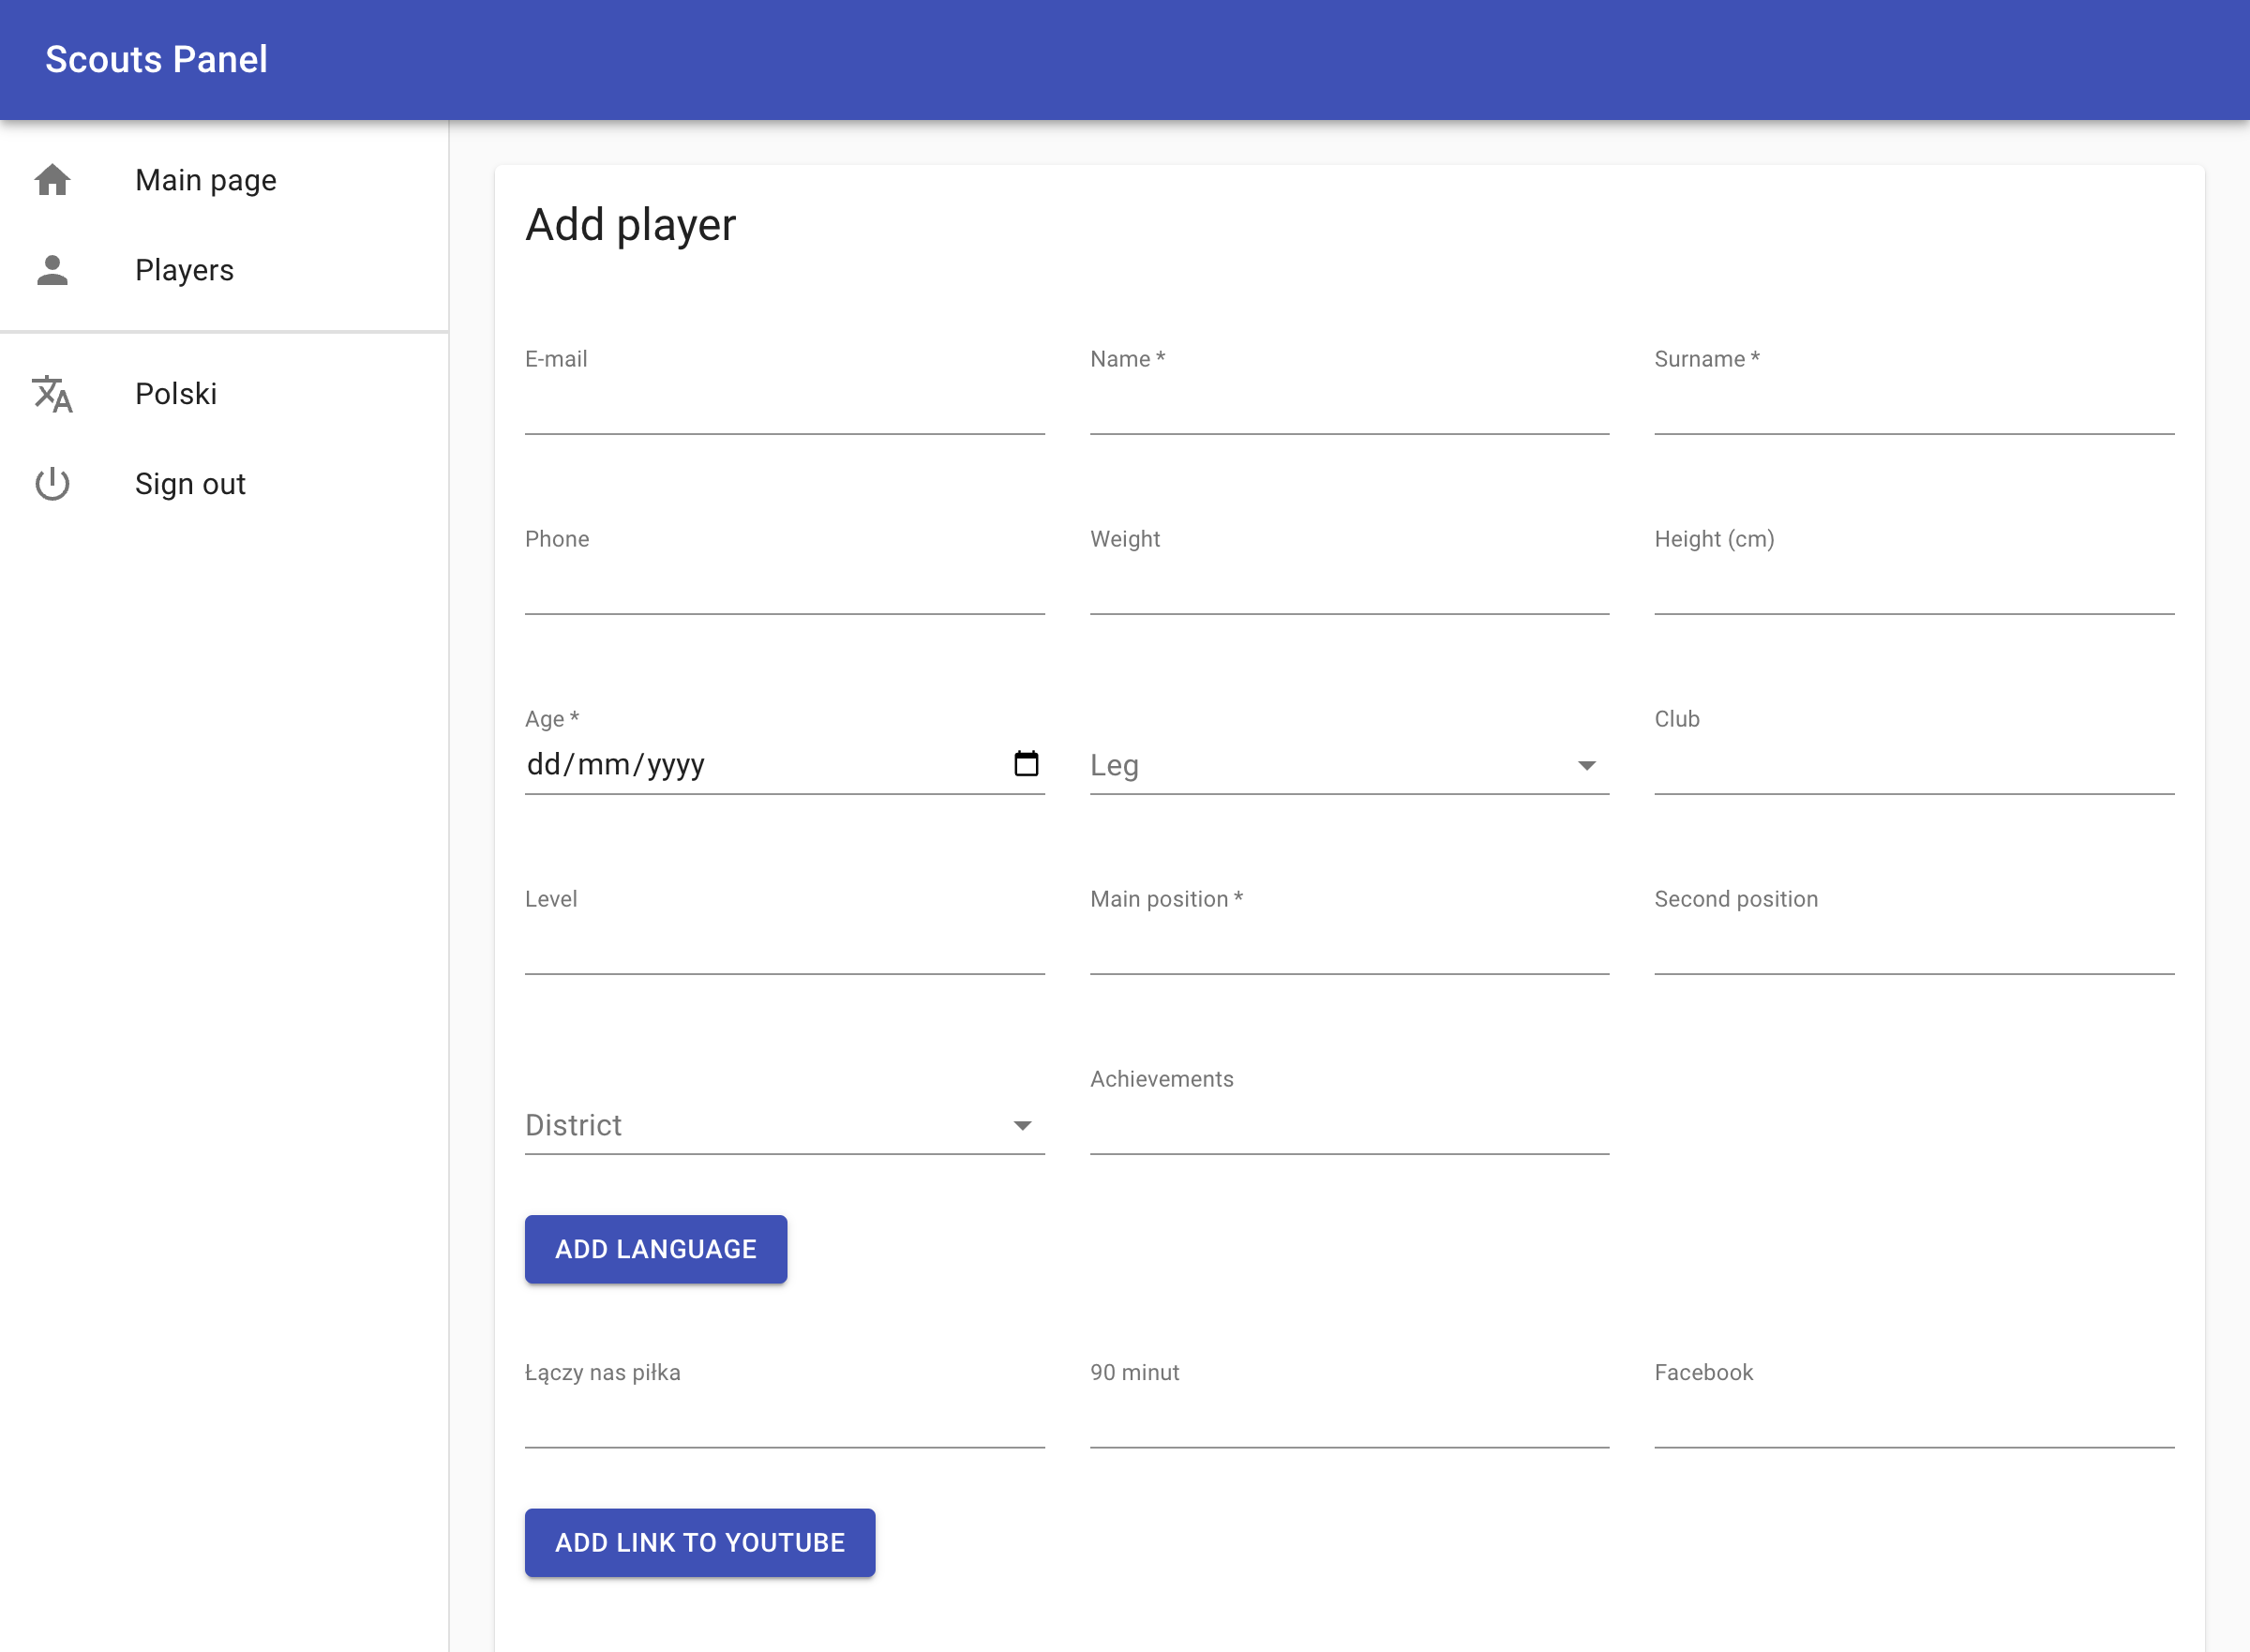 Scouts Panel
Main page
Players
Polski
Sign out
Add player
E-mail
Name *
Surname *
Phone
Weight
Height (cm)
Age *
dd/mm/yyyy
Leg
Club
Level
Main position *
Second position
District
Achievements
ADD LANGUAGE
Łączy nas piłka
90 minut
Facebook
ADD LINK TO YOUTUBE